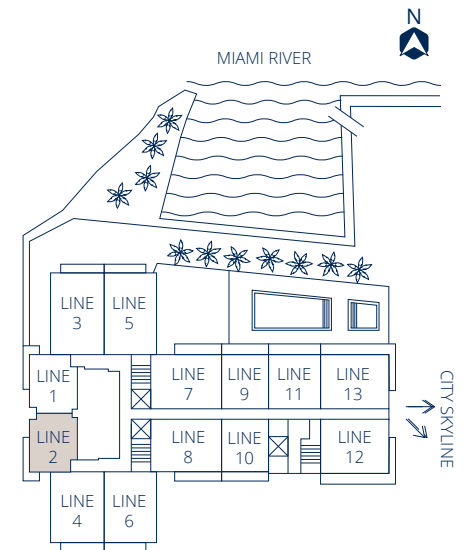 N
MIAMI RIVER
LINE
3
LINE
5
LINE
1
LINE
7
LINE
9
LINE
11
LINE
13
CITY SKYLINE
LINE
2
LINE
8
LINE
10
LINE
12
LINE
4
LINE
6